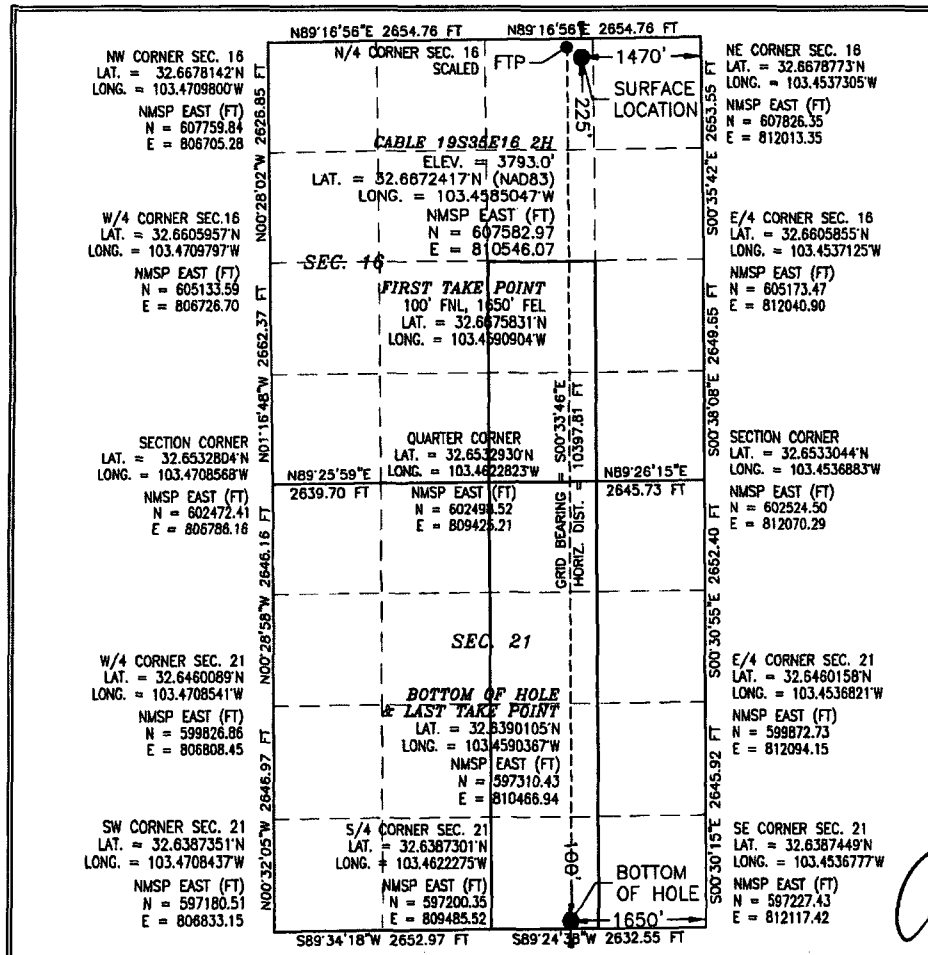 N89°16'56"E 2654.76 FT
N89°16'56"E 2654.76 FT
NW CORNER SEC. 16
LAT. = 32.6678142°N
LONG. = 103.4709800°W
NMSP EAST (FT)
N = 607759.84
E = 806705.28
N/4 CORNER SEC. 16
SCALED
FTP
1470'
SURFACE
LOCATION
225'
NE CORNER SEC. 16
LAT. = 32.6678773°N
LONG. = 103.4537305°W
NMSP EAST (FT)
N = 607826.35
E = 812013.35
N00°28'02"W 2626.85 FT
S00°35'42"E 2653.55 FT
CABLE 19S35E16 2H
ELEV. = 3793.0'
LAT. = 32.6672417°N (NAD83)
LONG. = 103.4585047°W
NMSP EAST (FT)
N = 607582.97
E = 810546.07
W/4 CORNER SEC.16
LAT. = 32.6605957°N
LONG. = 103.4709797°W
NMSP EAST (FT)
N = 605133.59
E = 806726.70
SEC. 16
E/4 CORNER SEC. 16
LAT. = 32.6605855°N
LONG. = 103.4537125°W
NMSP EAST (FT)
N = 605173.47
E = 812040.90
FIRST TAKE POINT
100' FNL, 1650' FEL
LAT. = 32.6675831°N
LONG. = 103.4590904°W
N01°16'48"W 2662.37 FT
S00°38'08"E 2649.65 FT
GRID BEARING = S00°33'46"E
HORIZ. DIST. = 10397.81 FT
SECTION CORNER
LAT. = 32.6532804°N
LONG. = 103.4708568°W
NMSP EAST (FT)
N = 602472.41
E = 806786.16
QUARTER CORNER
LAT. = 32.6532930°N
LONG. = 103.4622823°W
NMSP EAST (FT)
N = 602498.52
E = 809425.21
N89°25'59"E
2639.70 FT
N89°26'15"E
2645.73 FT
SECTION CORNER
LAT. = 32.6533044°N
LONG. = 103.4536883°W
NMSP EAST (FT)
N = 602524.50
E = 812070.29
N00°28'58"W 2646.16 FT
S00°30'55"E 2652.40 FT
SEC. 21
W/4 CORNER SEC. 21
LAT. = 32.6460089°N
LONG. = 103.4708541°W
NMSP EAST (FT)
N = 599826.86
E = 806808.45
BOTTOM OF HOLE
& LAST TAKE POINT
LAT. = 32.6390105°N
LONG. = 103.4590367°W
NMSP EAST (FT)
N = 597310.43
E = 810466.94
E/4 CORNER SEC. 21
LAT. = 32.6460158°N
LONG. = 103.4536821°W
NMSP EAST (FT)
N = 599872.73
E = 812094.15
N00°32'05"W 2646.97 FT
S00°30'15"E 2645.92 FT
SW CORNER SEC. 21
LAT. = 32.6387351°N
LONG. = 103.4708437°W
NMSP EAST (FT)
N = 597180.51
E = 806833.15
S/4 CORNER SEC. 21
LAT. = 32.6387301°N
LONG. = 103.4622275°W
NMSP EAST (FT)
N = 597200.35
E = 809485.52
100'
BOTTOM
OF HOLE
1650'
SE CORNER SEC. 21
LAT. = 32.6387449°N
LONG. = 103.4536777°W
NMSP EAST (FT)
N = 597227.43
E = 812117.42
S89°34'18"W 2652.97 FT
S89°24'38"W 2632.55 FT